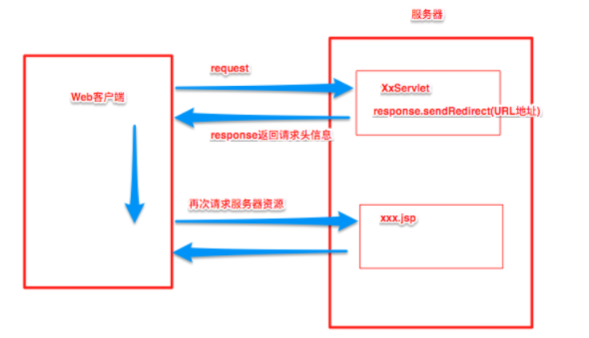 服务器
request
Web客户端
XxServlet
response.sendRedirect(URL地址)
response返回请求头信息
再次请求服务器资源
xxx.jsp